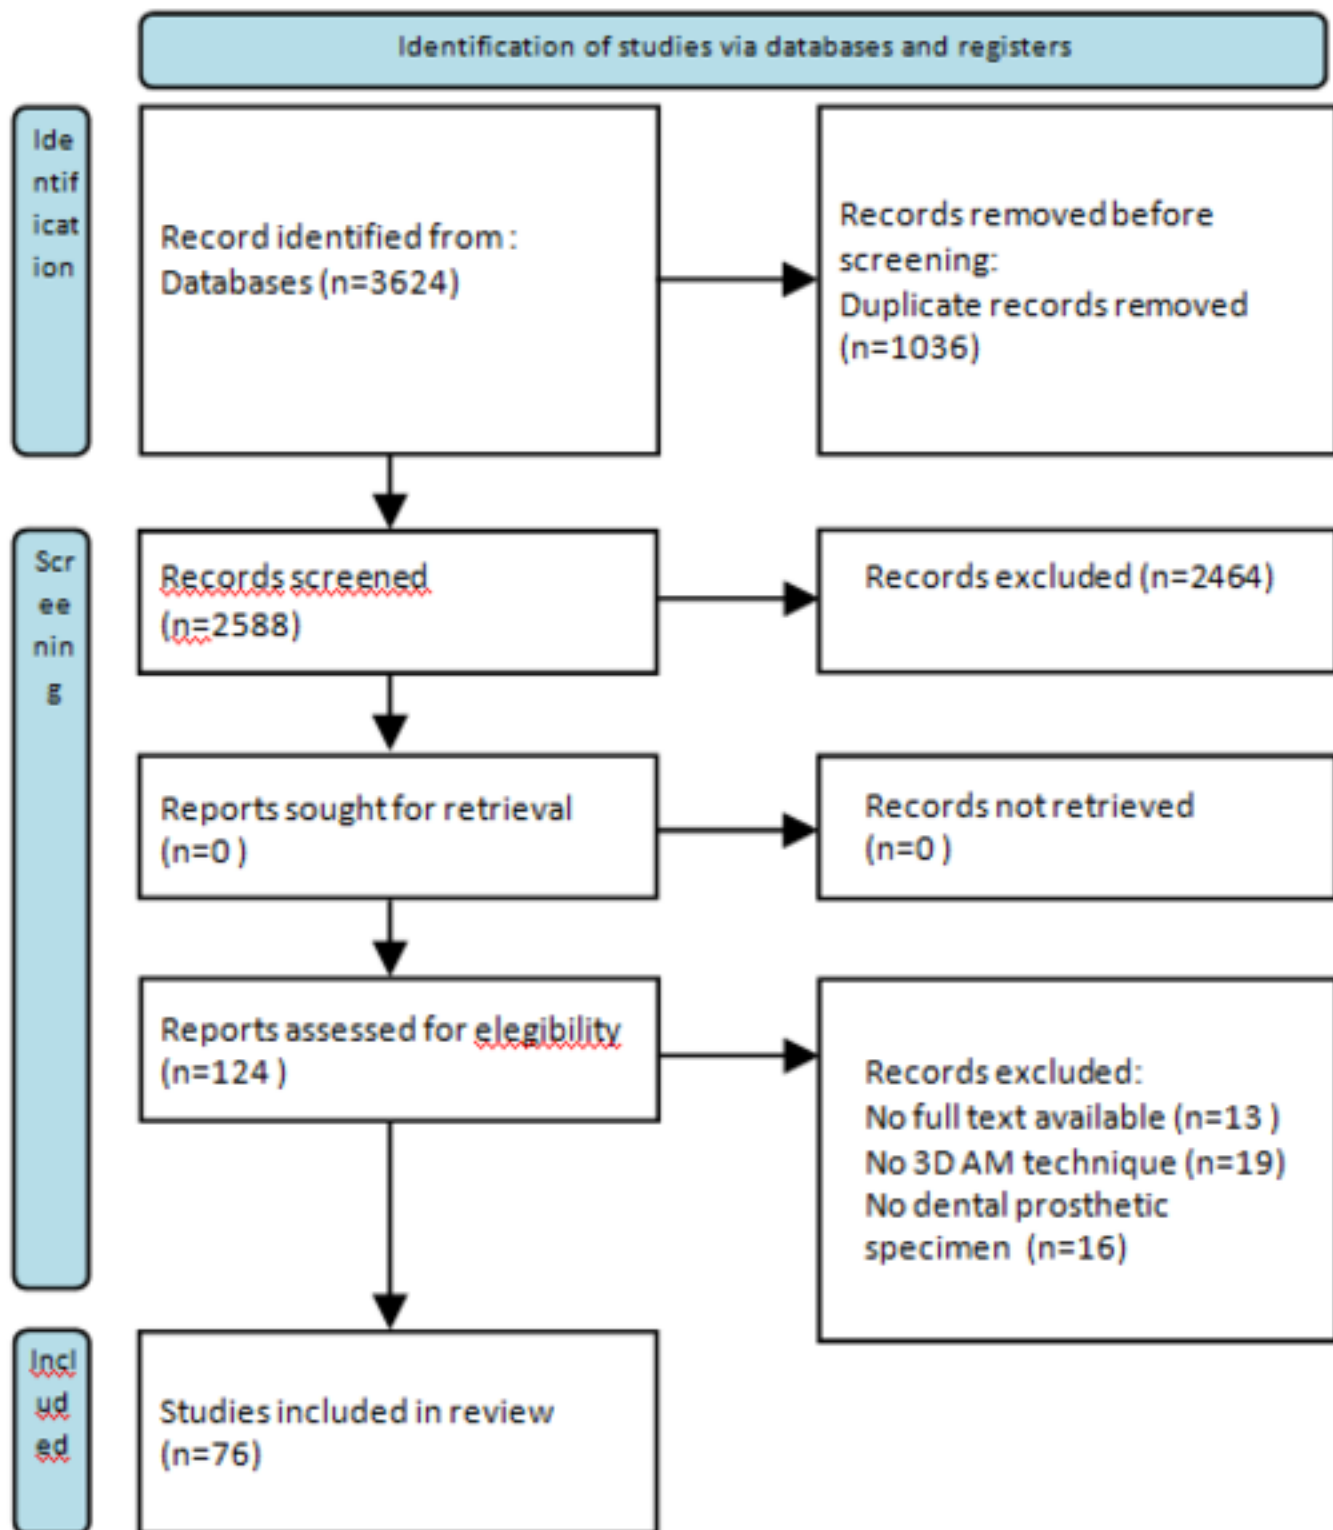 Identification of studies via databases and registers
Ide
ntif
icat
ion
Record identified from :
Databases (n=3624)
Records removed before
screening:
Duplicate records removed
(n=1036)
Scr
ee
nin
g
Records screened
(n=2588)
Records excluded (n=2464)
Reports sought for retrieval
(n=0 )
Records not retrieved
(n=0 )
Reports assessed for elegibility
(n=124 )
Records excluded:
No full text available (n=13 )
No 3D AM technique (n=19)
No dental prosthetic
specimen  (n=16)
Incl
ud
ed
Studies included in review
(n=76)